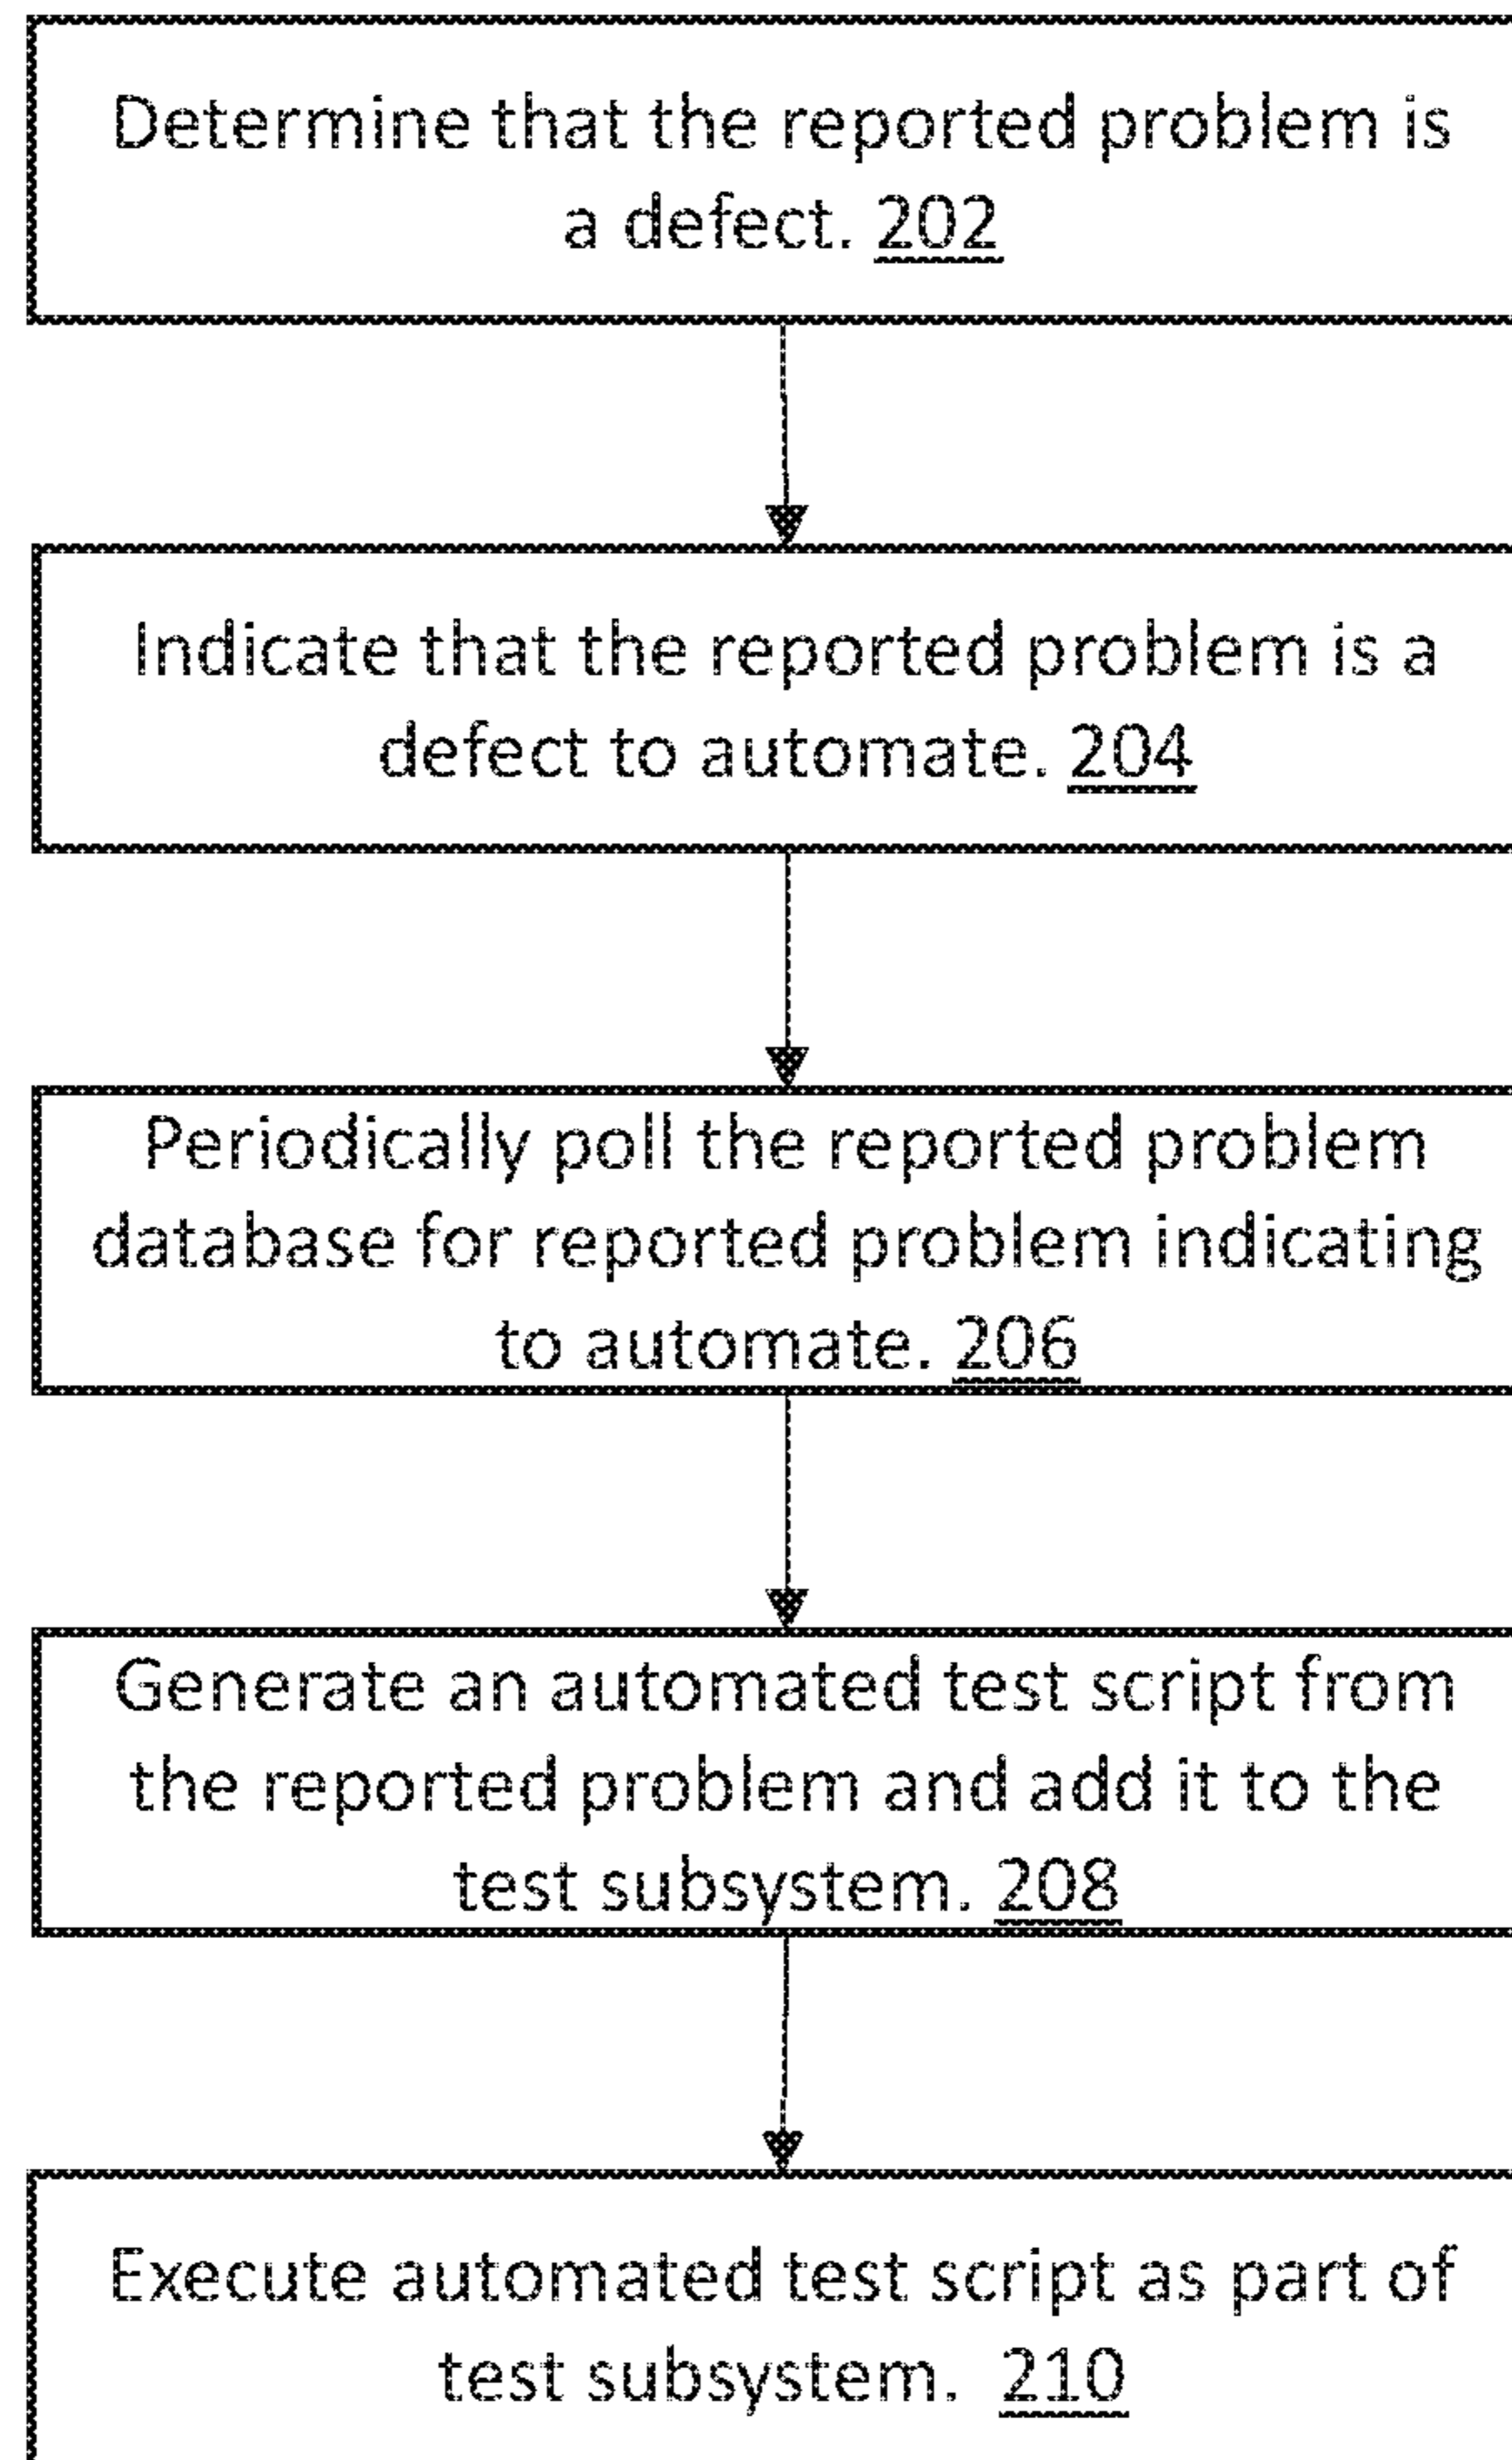 Determine that the reported problem is
a defect. 202
Indicate that the reported problem is a
defect to automate. 204
Periodically poll the reported problem
database for reported problem indicating
to automate. 206
Generate an automated test script from
the reported problem and add it to the
test subsystem. 208
Execute automated test script as part of
test subsystem. 210